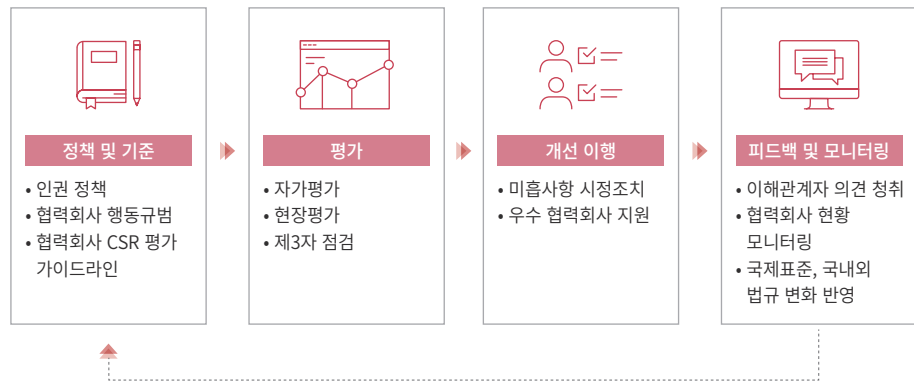 정책 및 기준
• 인권 정책
• 협력회사 행동규범
• 협력회사 CSR 평가
가이드라인
평가
• 자가평가
• 현장평가
• 제3자 점검
개선 이행
• 미흡사항 시정조치
• 우수 협력회사 지원
피드백 및 모니터링
• 이해관계자 의견 청취
• 협력회사 현황
모니터링
• 국제표준, 국내외
법규 변화 반영